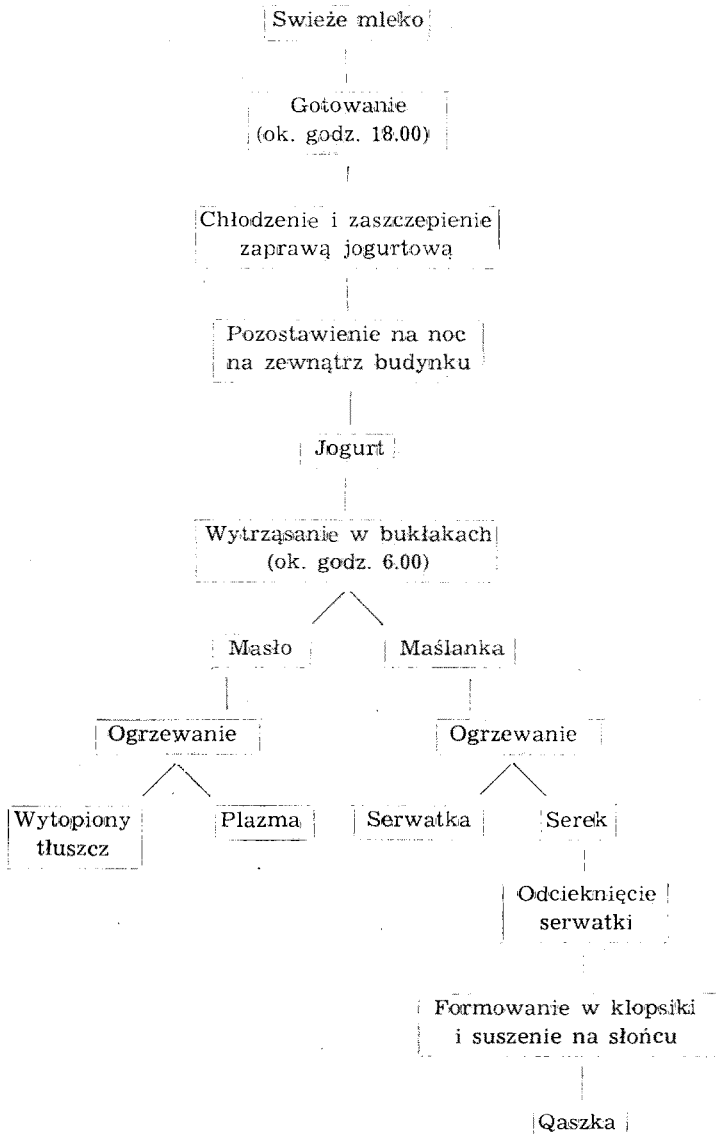 Swieże mleko
Gotowanie
(ok. godz. 18.00)
Chłodzenie i zaszczepienie
zaprawą jogurtową
Pozostawienie na noc
na zewnątrz budynku
Jogurt
Wytrząsanie w bukłakach
(ok. godz. 6.00)
Masło
Maślanka
Ogrzewanie
Ogrzewanie
Wytopiony
tłuszcz
Plazma
Serwatka
Serek
Odcieknięcie
serwatki
Formowanie w klopsiki
i suszenie na słońcu
Qaszka